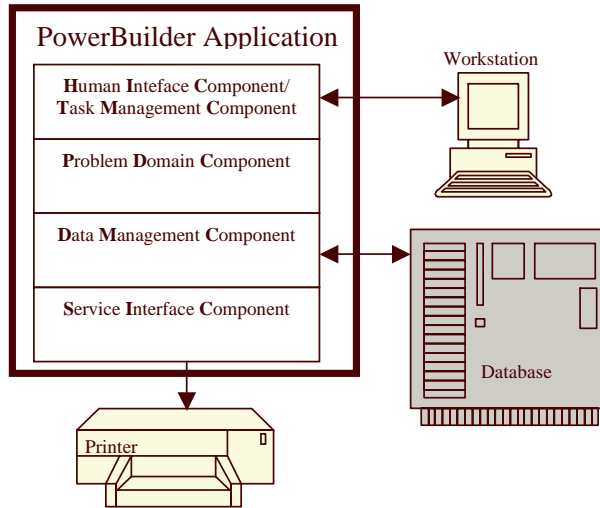 PowerBuilder Application
Human Inteface Component/
Task Management Component
Problem Domain Component
Data Management Component
Service Interface Component
Workstation
Database
Printer